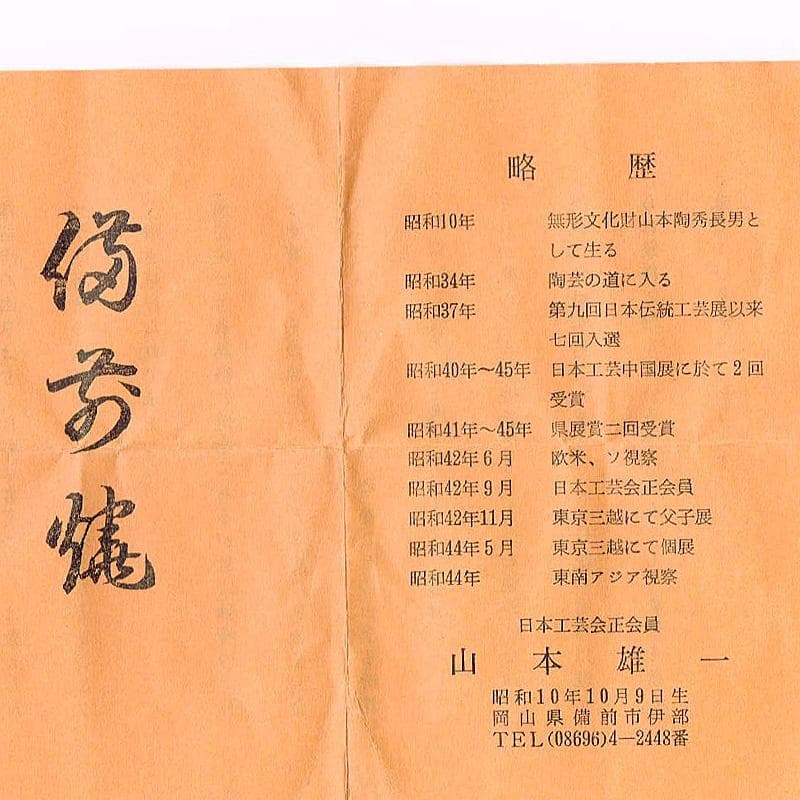 備前焼
略歴
昭和10年 無形文化財山本陶秀長男と
して生る
昭和34年 陶芸の道に入る
昭和37年 第九回日本伝統工芸展以来
七回入選
昭和40年〜45年 日本工芸中国展に於て2回
受賞
昭和41年〜45年 県展賞二回受賞
昭和42年6月 欧米、ソ視察
昭和42年9月 日本工芸会正会員
昭和42年11月 東京三越にて父子展
昭和44年5月 東京三越にて個展
昭和44年 東南アジア視察
日本工芸会正会員
山本雄一
昭和10年10月9日生
岡山県備前市伊部
TEL(08696)4―2448番